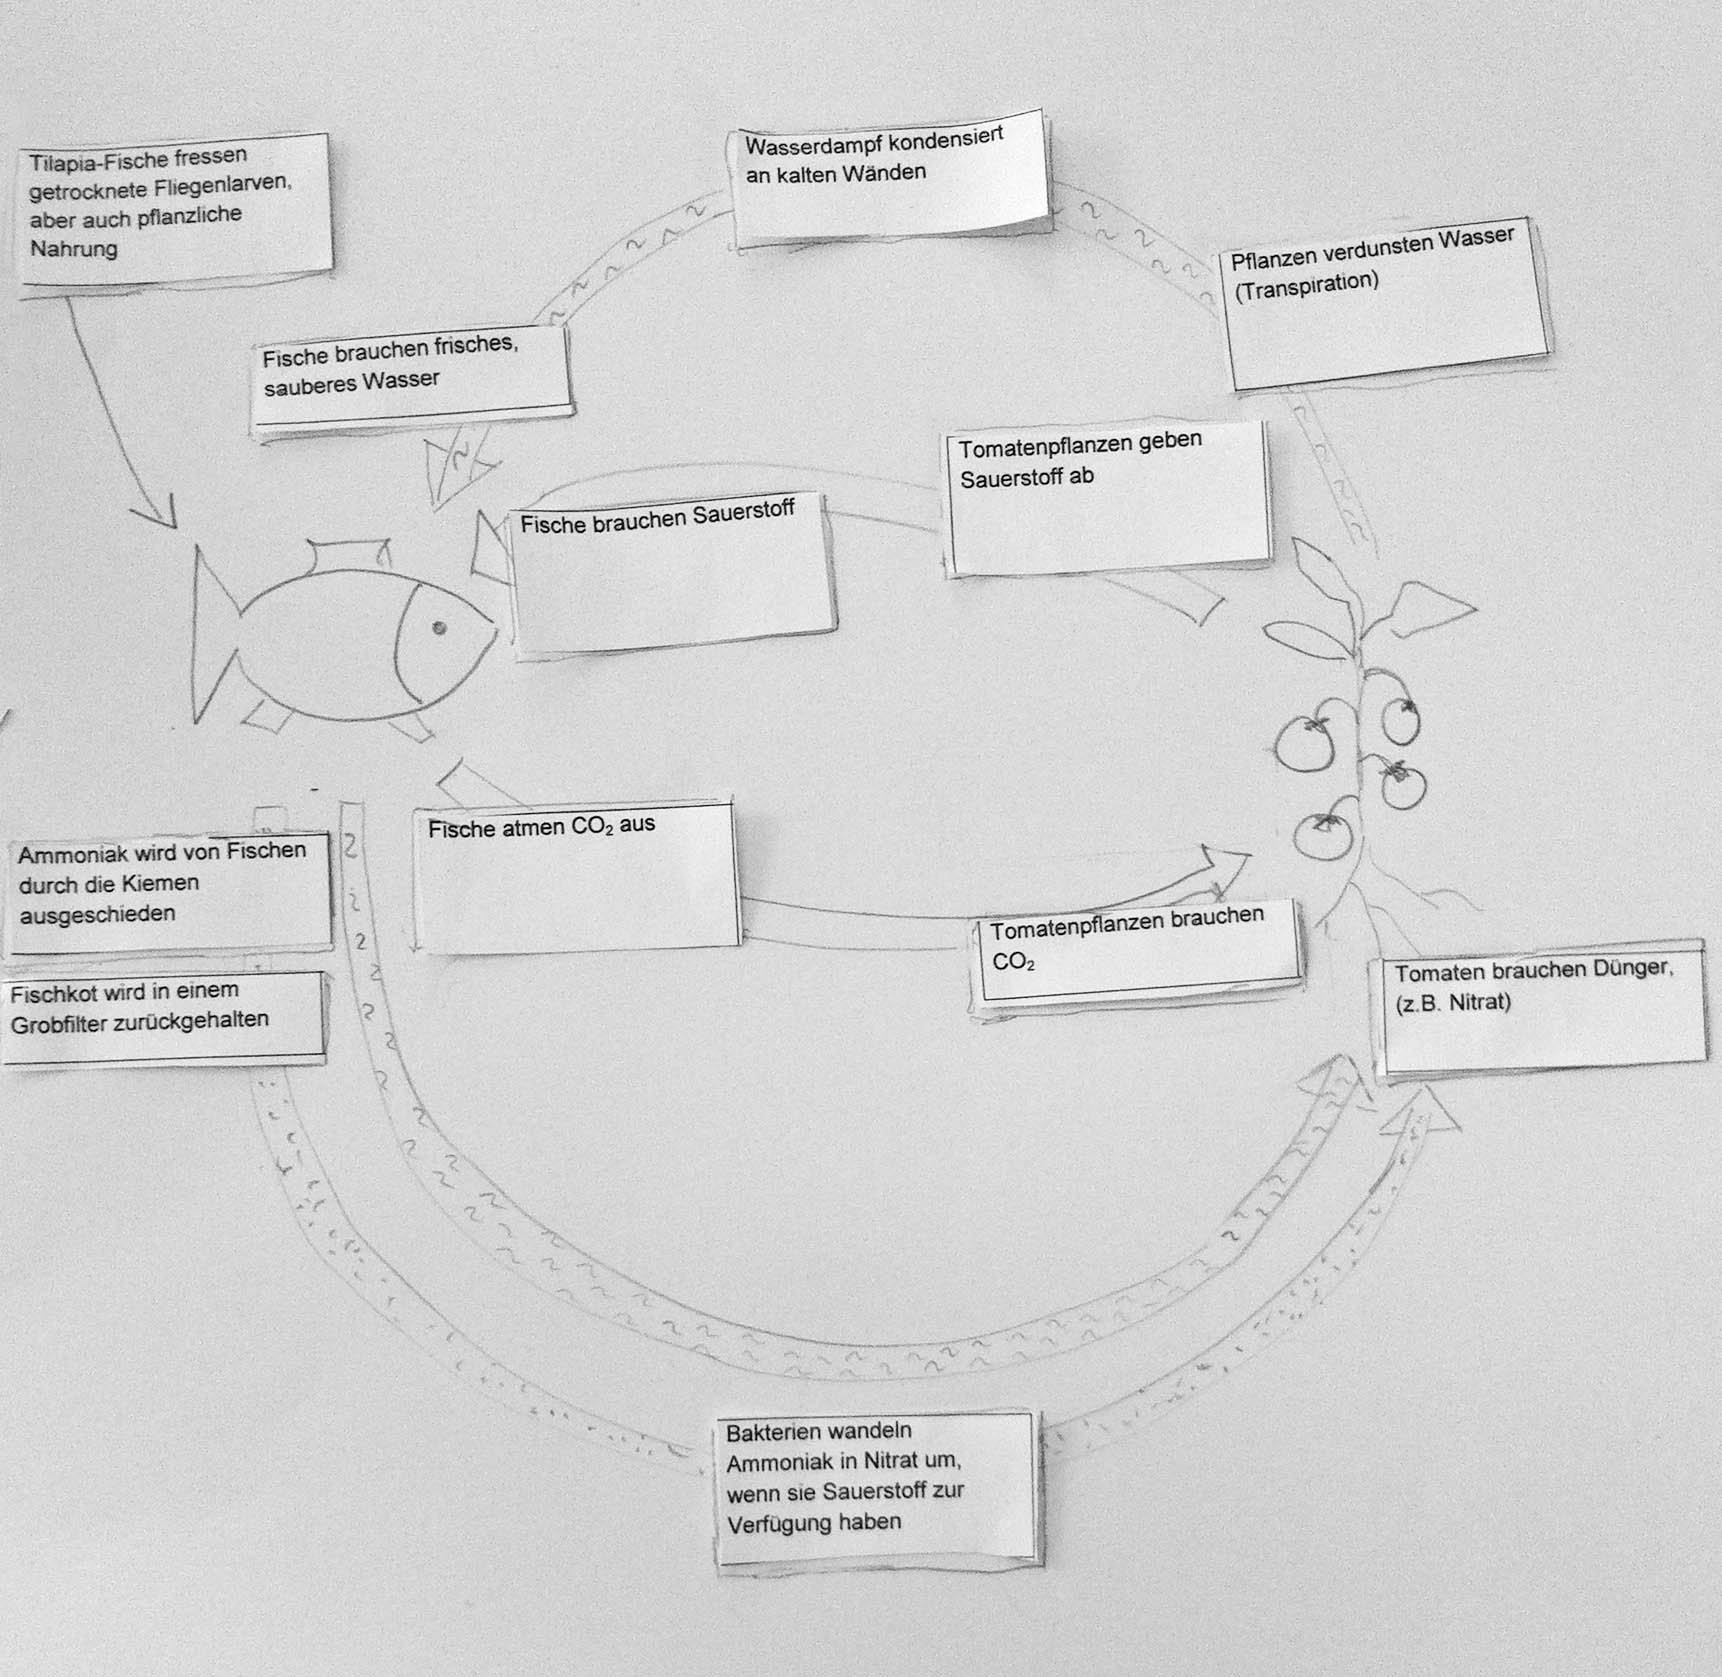 Tilapia-Fische fressen
getrocknete Fliegenlarven,
aber auch pflanzliche
Nahrung
Wasserdampf kondensiert
an kalten Wänden
Pflanzen verdunsten Wasser
(Transpiration)
Fische brauchen frisches,
sauberes Wasser
Tomatenpflanzen geben
Sauerstoff ab
Fische brauchen Sauerstoff
Fische atmen CO₂ aus
Ammoniak wird von Fischen
durch die Kiemen
ausgeschieden
Tomatenpflanzen brauchen
CO₂
Fischkot wird in einem
Grobfilter zurückgehalten
Tomaten brauchen Dünger,
(z.B. Nitrat)
Bakterien wandeln
Ammoniak in Nitrat um,
wenn sie Sauerstoff zur
Verfügung haben